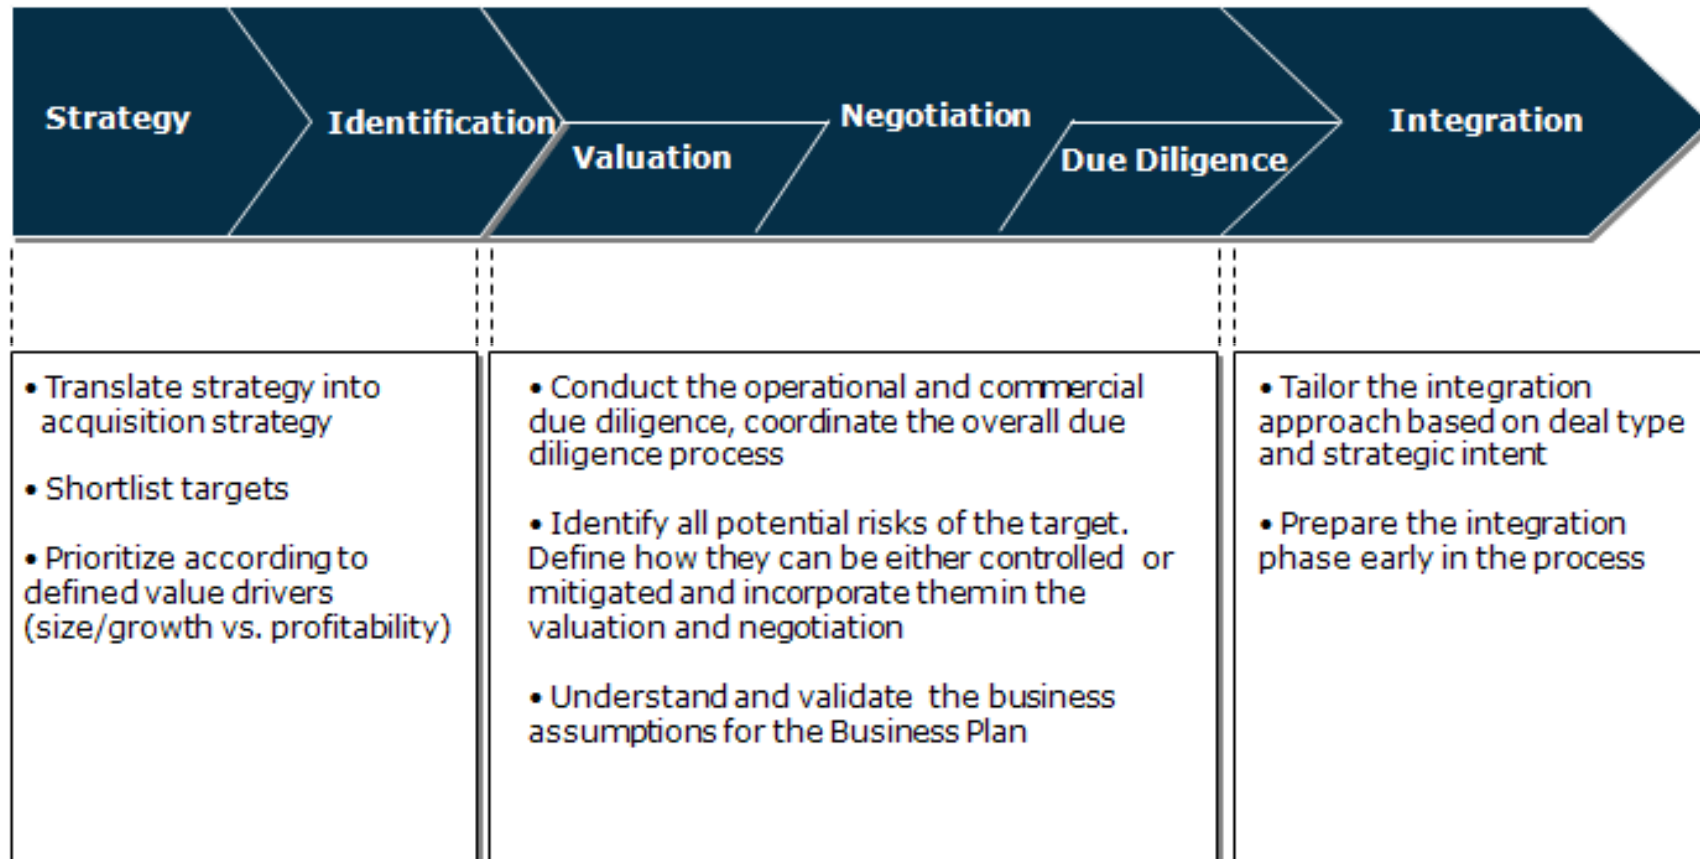 Strategy
Identification
Valuation
Negotiation
Due Diligence
Integration
• Translate strategy into
acquisition strategy
• Shortlist targets
• Prioritize according to
defined value drivers
(size/growth vs. profitability)
• Conduct the operational and commercial
due diligence, coordinate the overall due
diligence process
• Identify all potential risks of the target.
Define how they can be either controlled or
mitigated and incorporate them in the
valuation and negotiation
• Understand and validate the business
assumptions for the Business Plan
• Tailor the integration
approach based on deal type
and strategic intent
• Prepare the integration
phase early in the process